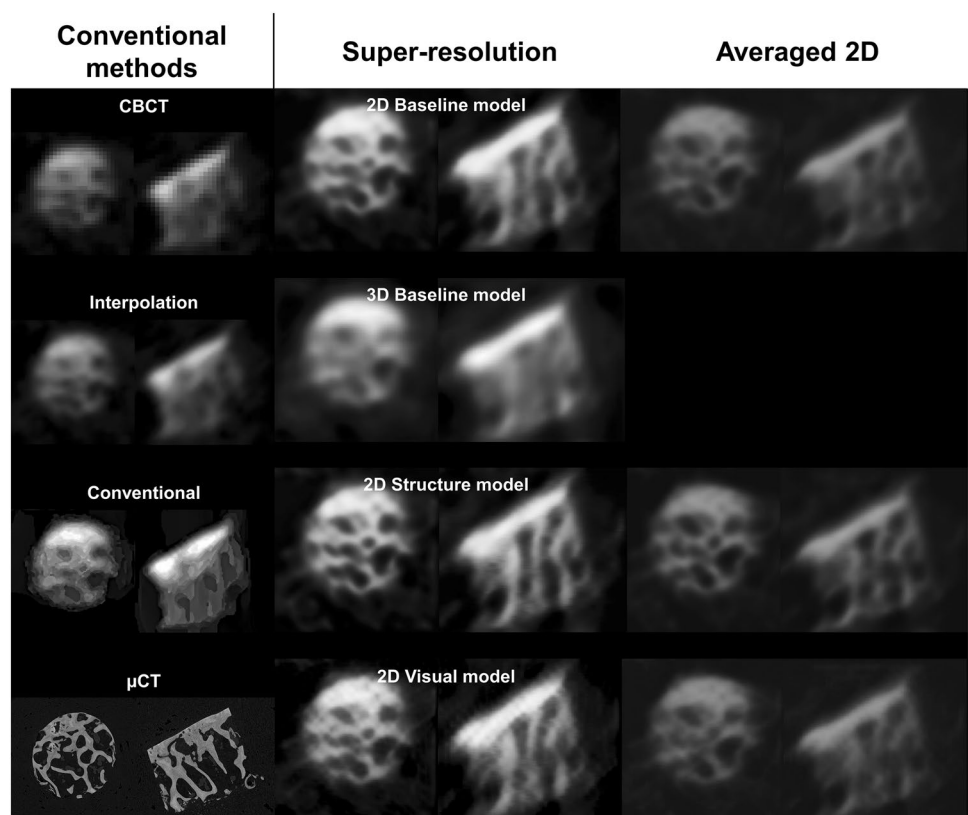 Conventional
methods
Super-resolution
Averaged 2D
CBCT
2D Baseline model
Interpolation
3D Baseline model
Conventional
2D Structure model
µCT
2D Visual model